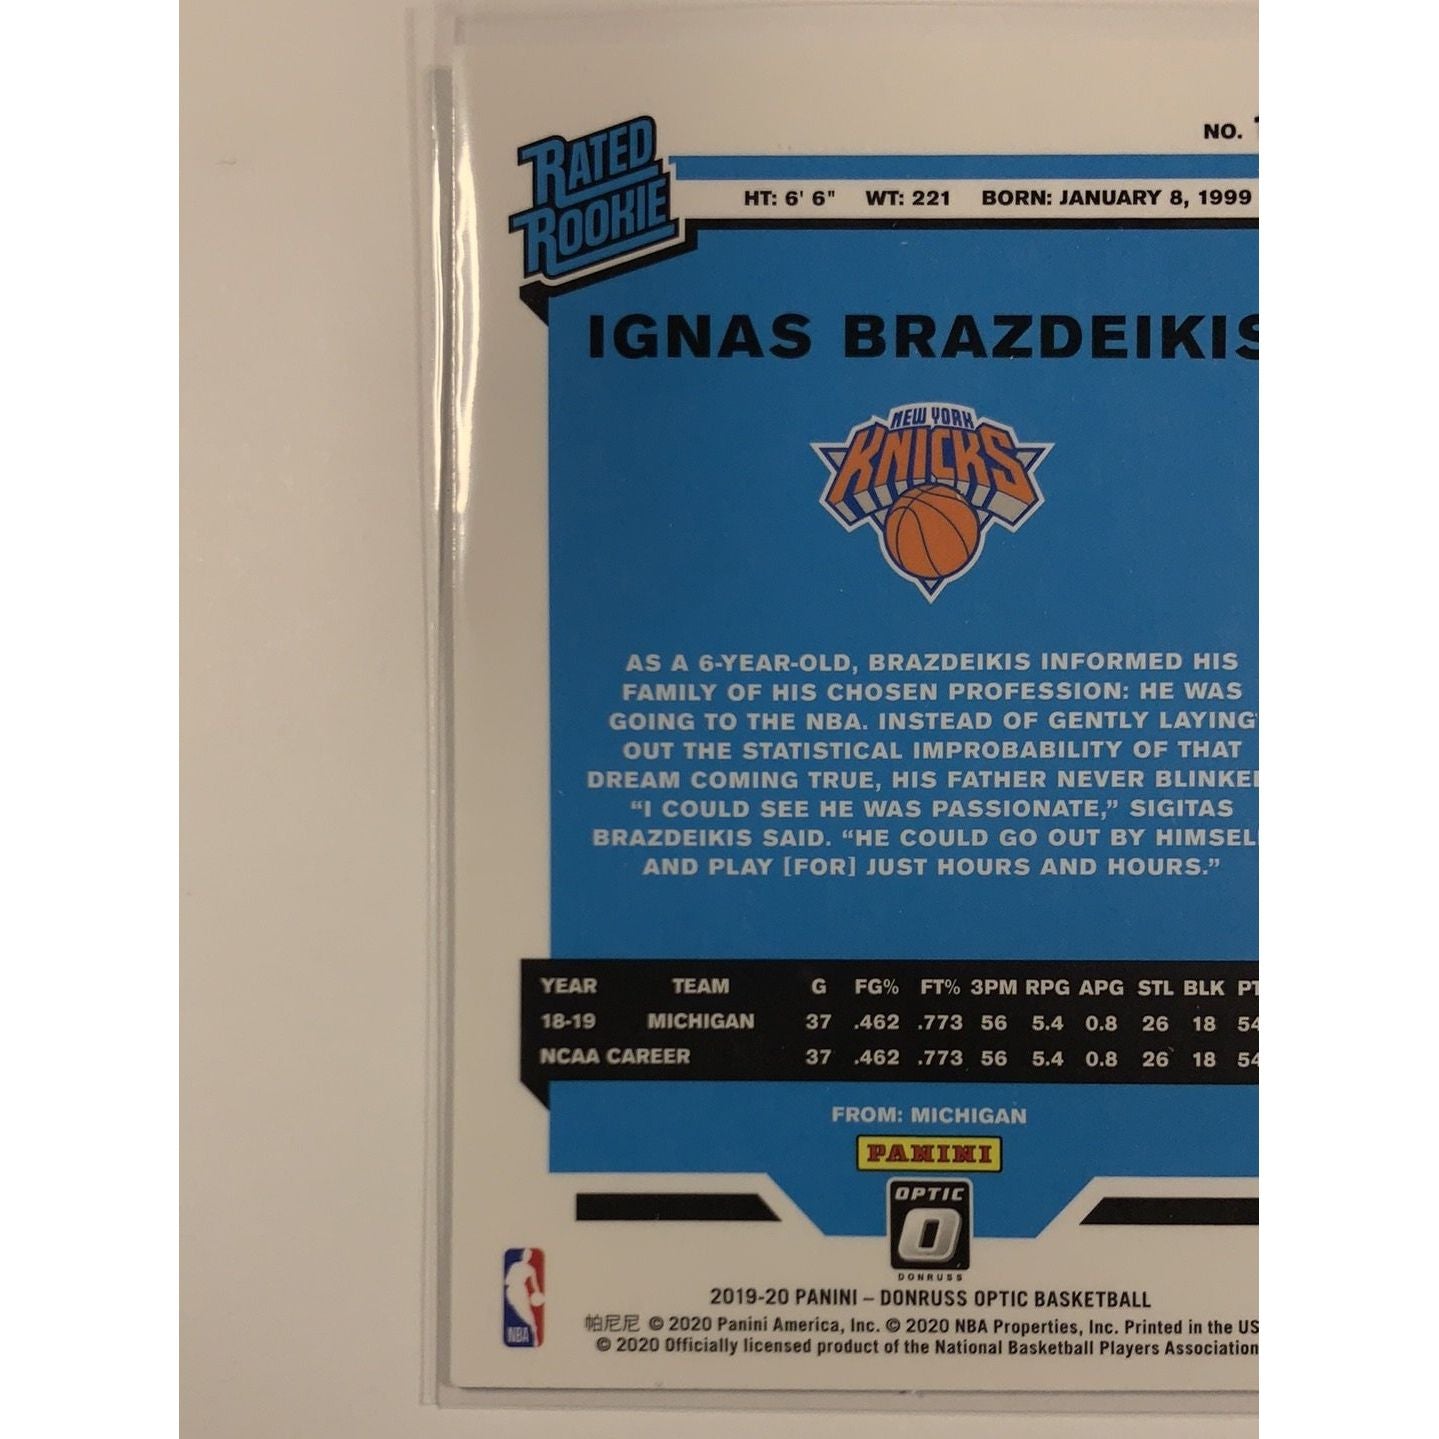 RATED
ROOKIE
NO.
HT: 6' 6" WT: 221 BORN: JANUARY 8, 1999
IGNAS BRAZDEIKIS
NEW YORK
KNICKS
AS A 6-YEAR-OLD, BRAZDEIKIS INFORMED HIS
FAMILY OF HIS CHOSEN PROFESSION: HE WAS
GOING TO THE NBA. INSTEAD OF GENTLY LAYING
OUT THE STATISTICAL IMPROBABILITY OF THAT
DREAM COMING TRUE, HIS FATHER NEVER BLINKE
“I COULD SEE HE WAS PASSIONATE,” SIGITAS
BRAZDEIKIS SAID. “HE COULD GO OUT BY HIMSEL
AND PLAY [FOR] JUST HOURS AND HOURS.”
YEAR TEAM G FG% FT% 3PM RPG APG STL BLK PT
18-19 MICHIGAN 37 .462 .773 56 5.4 0.8 26 18 54
NCAA CAREER 37 .462 .773 56 5.4 0.8 26 18 54
FROM: MICHIGAN
PANINI
OPTIC
O
DONRUSS
NBA
2019-20 PANINI – DONRUSS OPTIC BASKETBALL
帕尼尼 © 2020 Panini America, Inc. © 2020 NBA Properties, Inc. Printed in the US
© 2020 Officially licensed product of the National Basketball Players Association